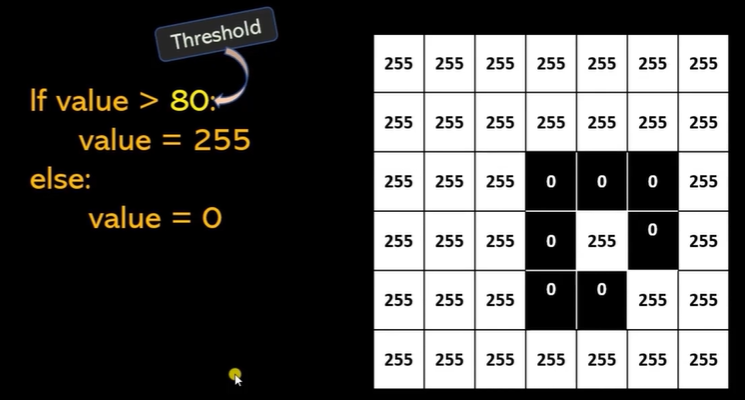 Threshold
If value > 80:
value = 255
else:
value = 0
255 255 255 255 255 255 255
255 255 255 255 255 255 255
255 255 255 0 0 0 255
255 255 255 0 255 0 255
255 255 255 0 0 255 255
255 255 255 255 255 255 255